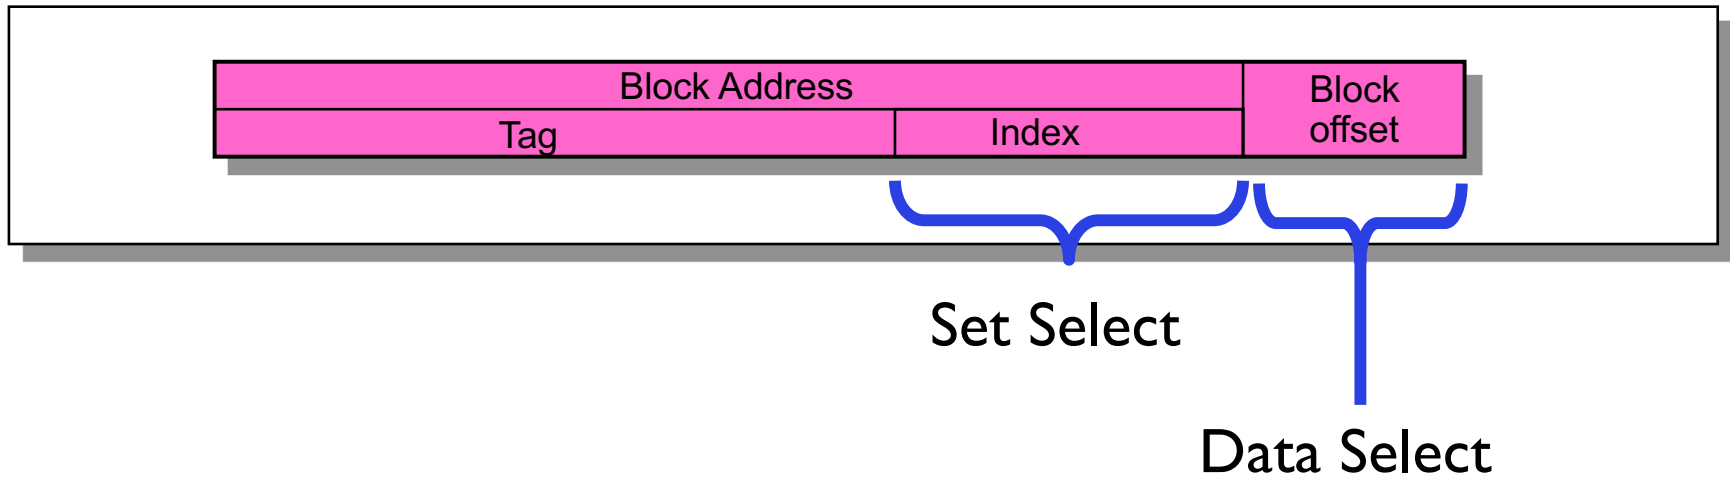 Block Address
Block
offset
Tag
Index
Set Select
Data Select